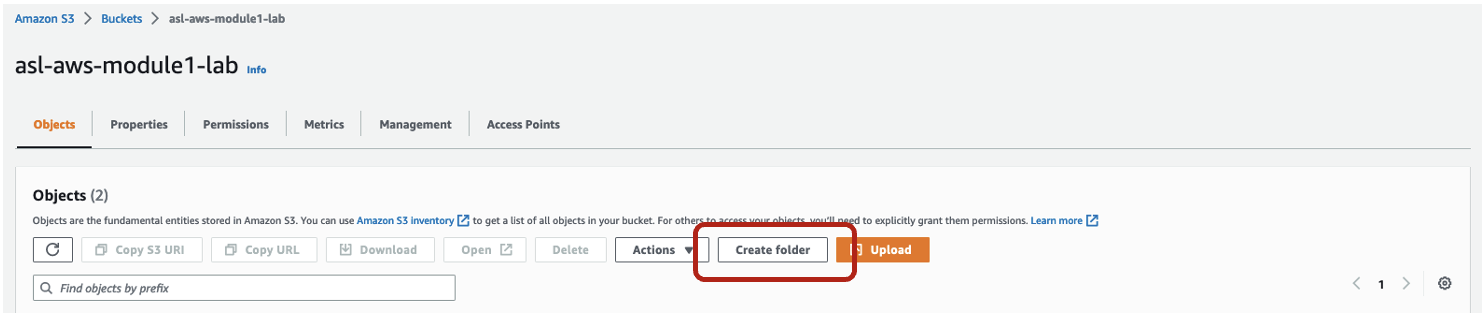 Amazon S3 > Buckets > asl-aws-module1-lab
asl-aws-module1-lab Info
Objects Properties Permissions Metrics Management Access Points
Objects (2)
Objects are the fundamental entities stored in Amazon S3. You can use Amazon S3 inventory to get a list of all objects in your bucket. For others to access your objects, you'll need to explicitly grant them permissions. Learn more
Copy S3 URI Copy URL Download Open Delete Actions Create folder Upload
Find objects by prefix 1